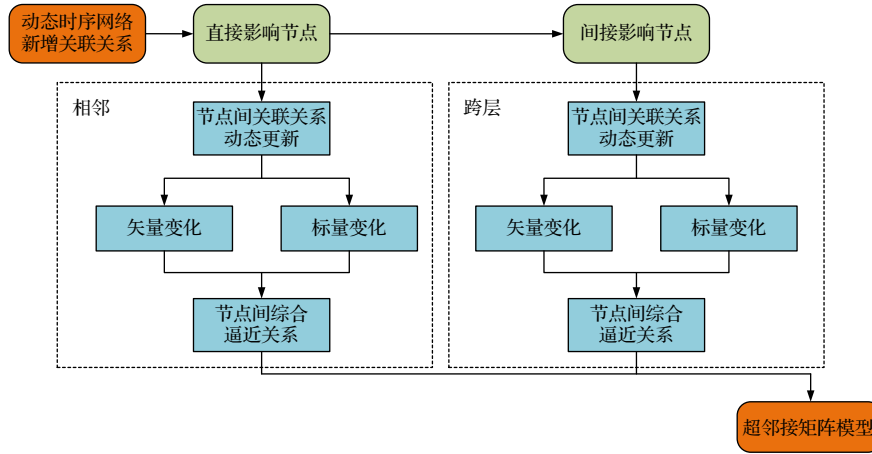 动态时序网络
新增关联关系
直接影响节点
间接影响节点
相邻
节点间关联关系
动态更新
矢量变化
标量变化
节点间综合
逼近关系
跨层
节点间关联关系
动态更新
矢量变化
标量变化
节点间综合
逼近关系
超邻接矩阵模型